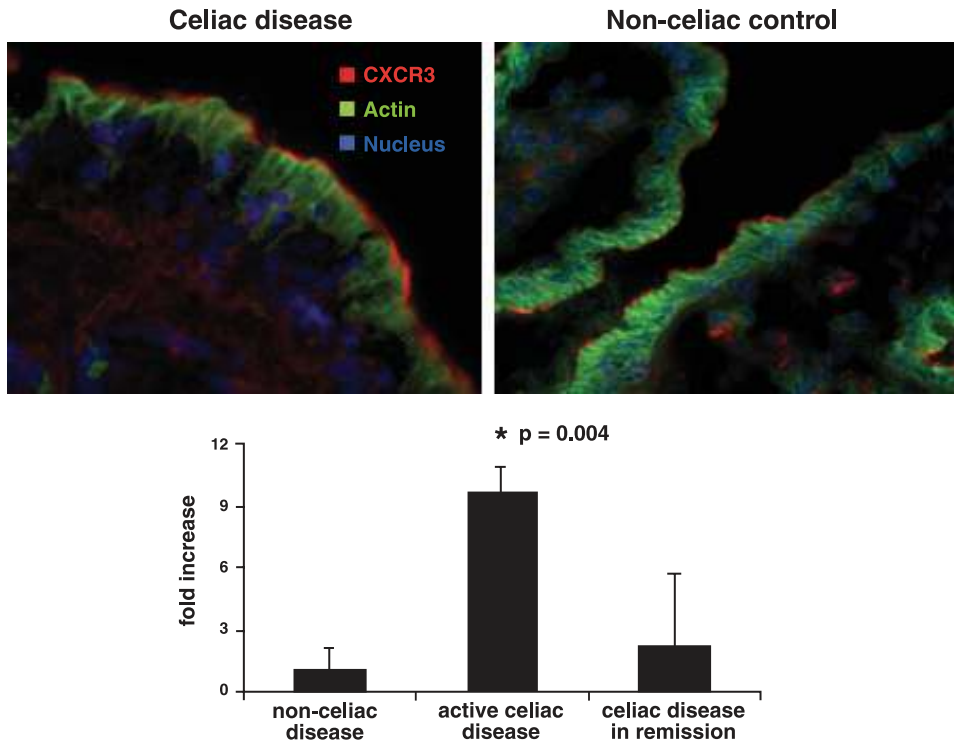 Celiac disease
Non-celiac control
CXCR3
Actin
Nucleus
* p = 0.004
12
9
6
3
0
fold increase
non-celiac
disease
active celiac
disease
celiac disease
in remission